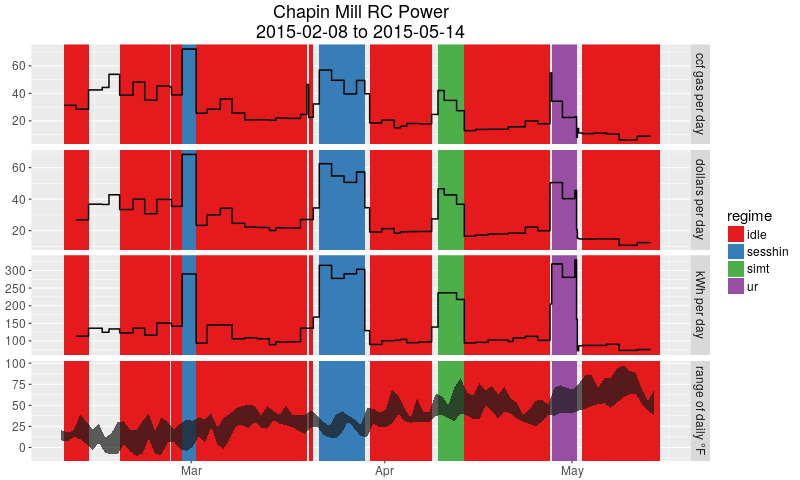 Chapin Mill RC Power
2015-02-08 to 2015-05-14
60
40
20
ccf gas per day
60
40
20
dollars per day
300
250
200
150
100
kWh per day
100
75
50
25
0
range of daily °F
Mar
Apr
May
regime
idle
sesshin
simt
ur